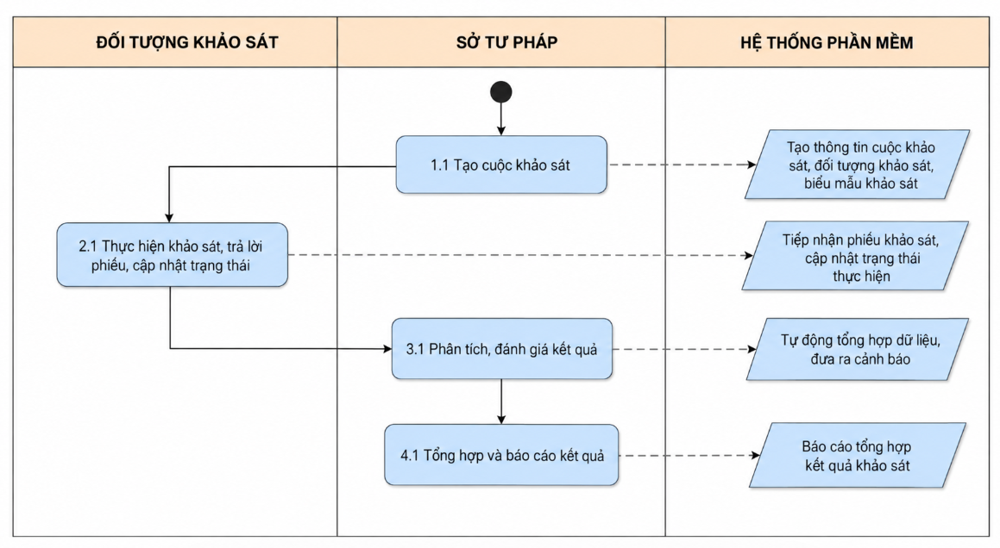 ĐỐI TƯỢNG KHẢO SÁT
SỞ TƯ PHÁP
HỆ THỐNG PHẦN MỀM
1.1 Tạo cuộc khảo sát
Tạo thông tin cuộc khảo
sát, đối tượng khảo sát,
biểu mẫu khảo sát
2.1 Thực hiện khảo sát, trả lời
phiếu, cập nhật trạng thái
Tiếp nhận phiếu khảo sát,
cập nhật trạng thái
thực hiện
3.1 Phân tích, đánh giá kết quả
Tự động tổng hợp dữ liệu,
đưa ra cảnh báo
4.1 Tổng hợp và báo cáo kết quả
Báo cáo tổng hợp
kết quả khảo sát